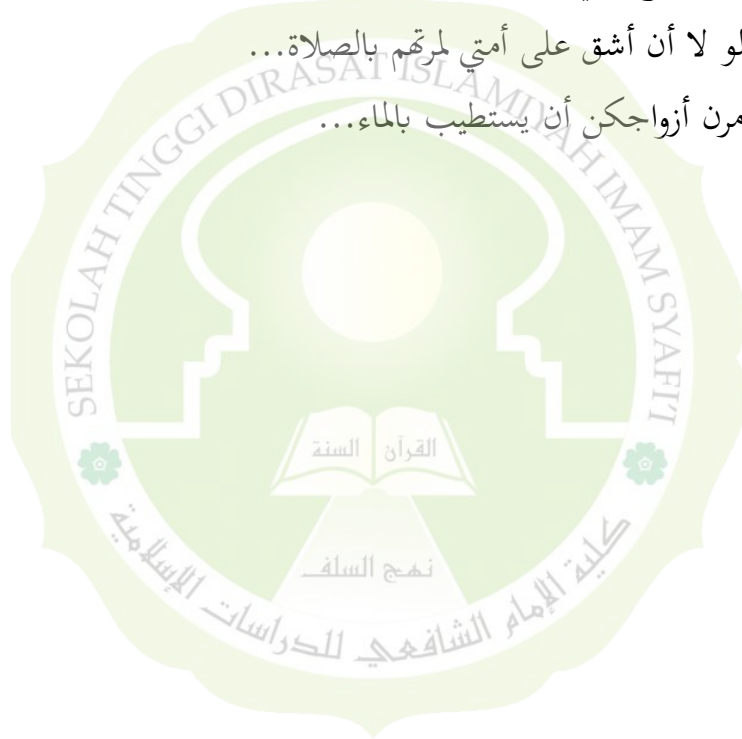 لو لا أن أشق على أمتي لمرتهم بالصلاة...
مرن أزواجكن أن يستطيب بالماء...
SEKOLAH TINGGI DIRASAT ISLAMIYAH IMAM SYAFI'I
القرآن السنة
نهج السلف
كلية الإمام الشافعي للدراسات الإسلامية